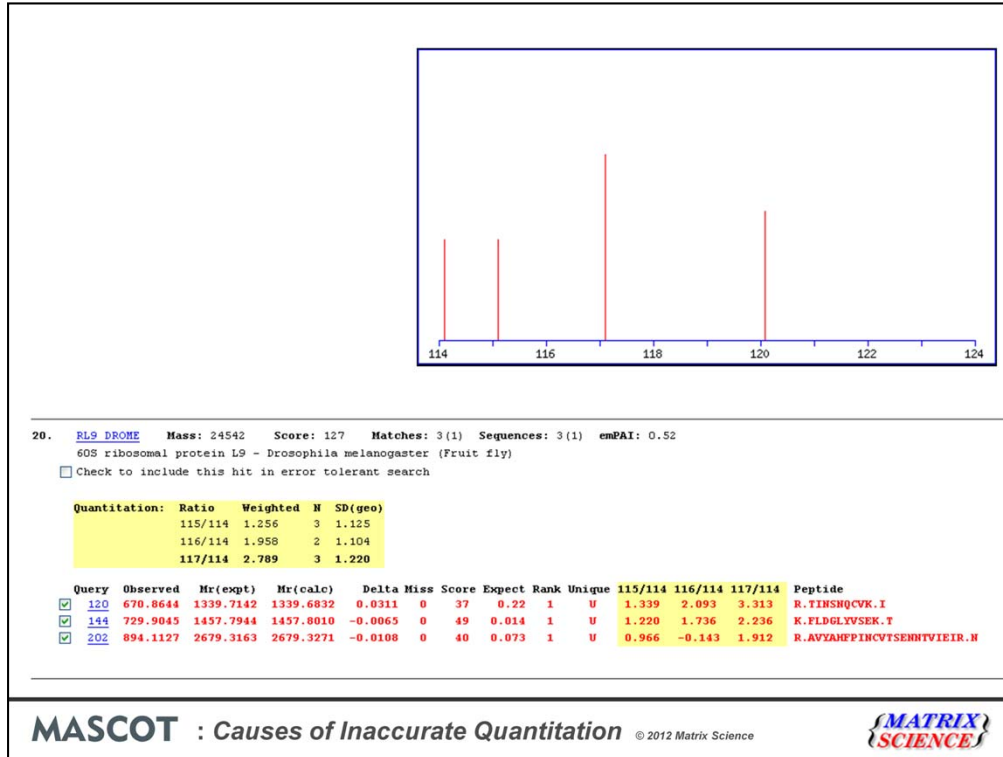 114 116 118 120 122 124
20. RL9 DROME Mass: 24542 Score: 127 Matches: 3(1) Sequences: 3(1) emPAI: 0.52
60S ribosomal protein L9 - Drosophila melanogaster (Fruit fly)
Check to include this hit in error tolerant search
Quantitation: Ratio Weighted N SD(geo)
115/114 1.256 3 1.125
116/114 1.958 2 1.104
117/114 2.789 3 1.220
Query Observed Mr(expt) Mr(calc) Delta Miss Score Expect Rank Unique 115/114 116/114 117/114 Peptide
120 670.8644 1339.7142 1339.6832 0.0311 0 37 0.22 1 U 1.339 2.093 3.313 R.TINSNQCVK.I
144 729.9045 1457.7944 1457.8010 -0.0065 0 49 0.014 1 U 1.220 1.736 2.236 K.FLDGLYVSEK.T
202 894.1127 2679.3163 2679.3271 -0.0108 0 40 0.073 1 U 0.966 -0.143 1.912 R.AVYAHFPINCVTSENNTVIEIR.N
MASCOT : Causes of Inaccurate Quantitation © 2012 Matrix Science
{MATRIX}
{SCIENCE}